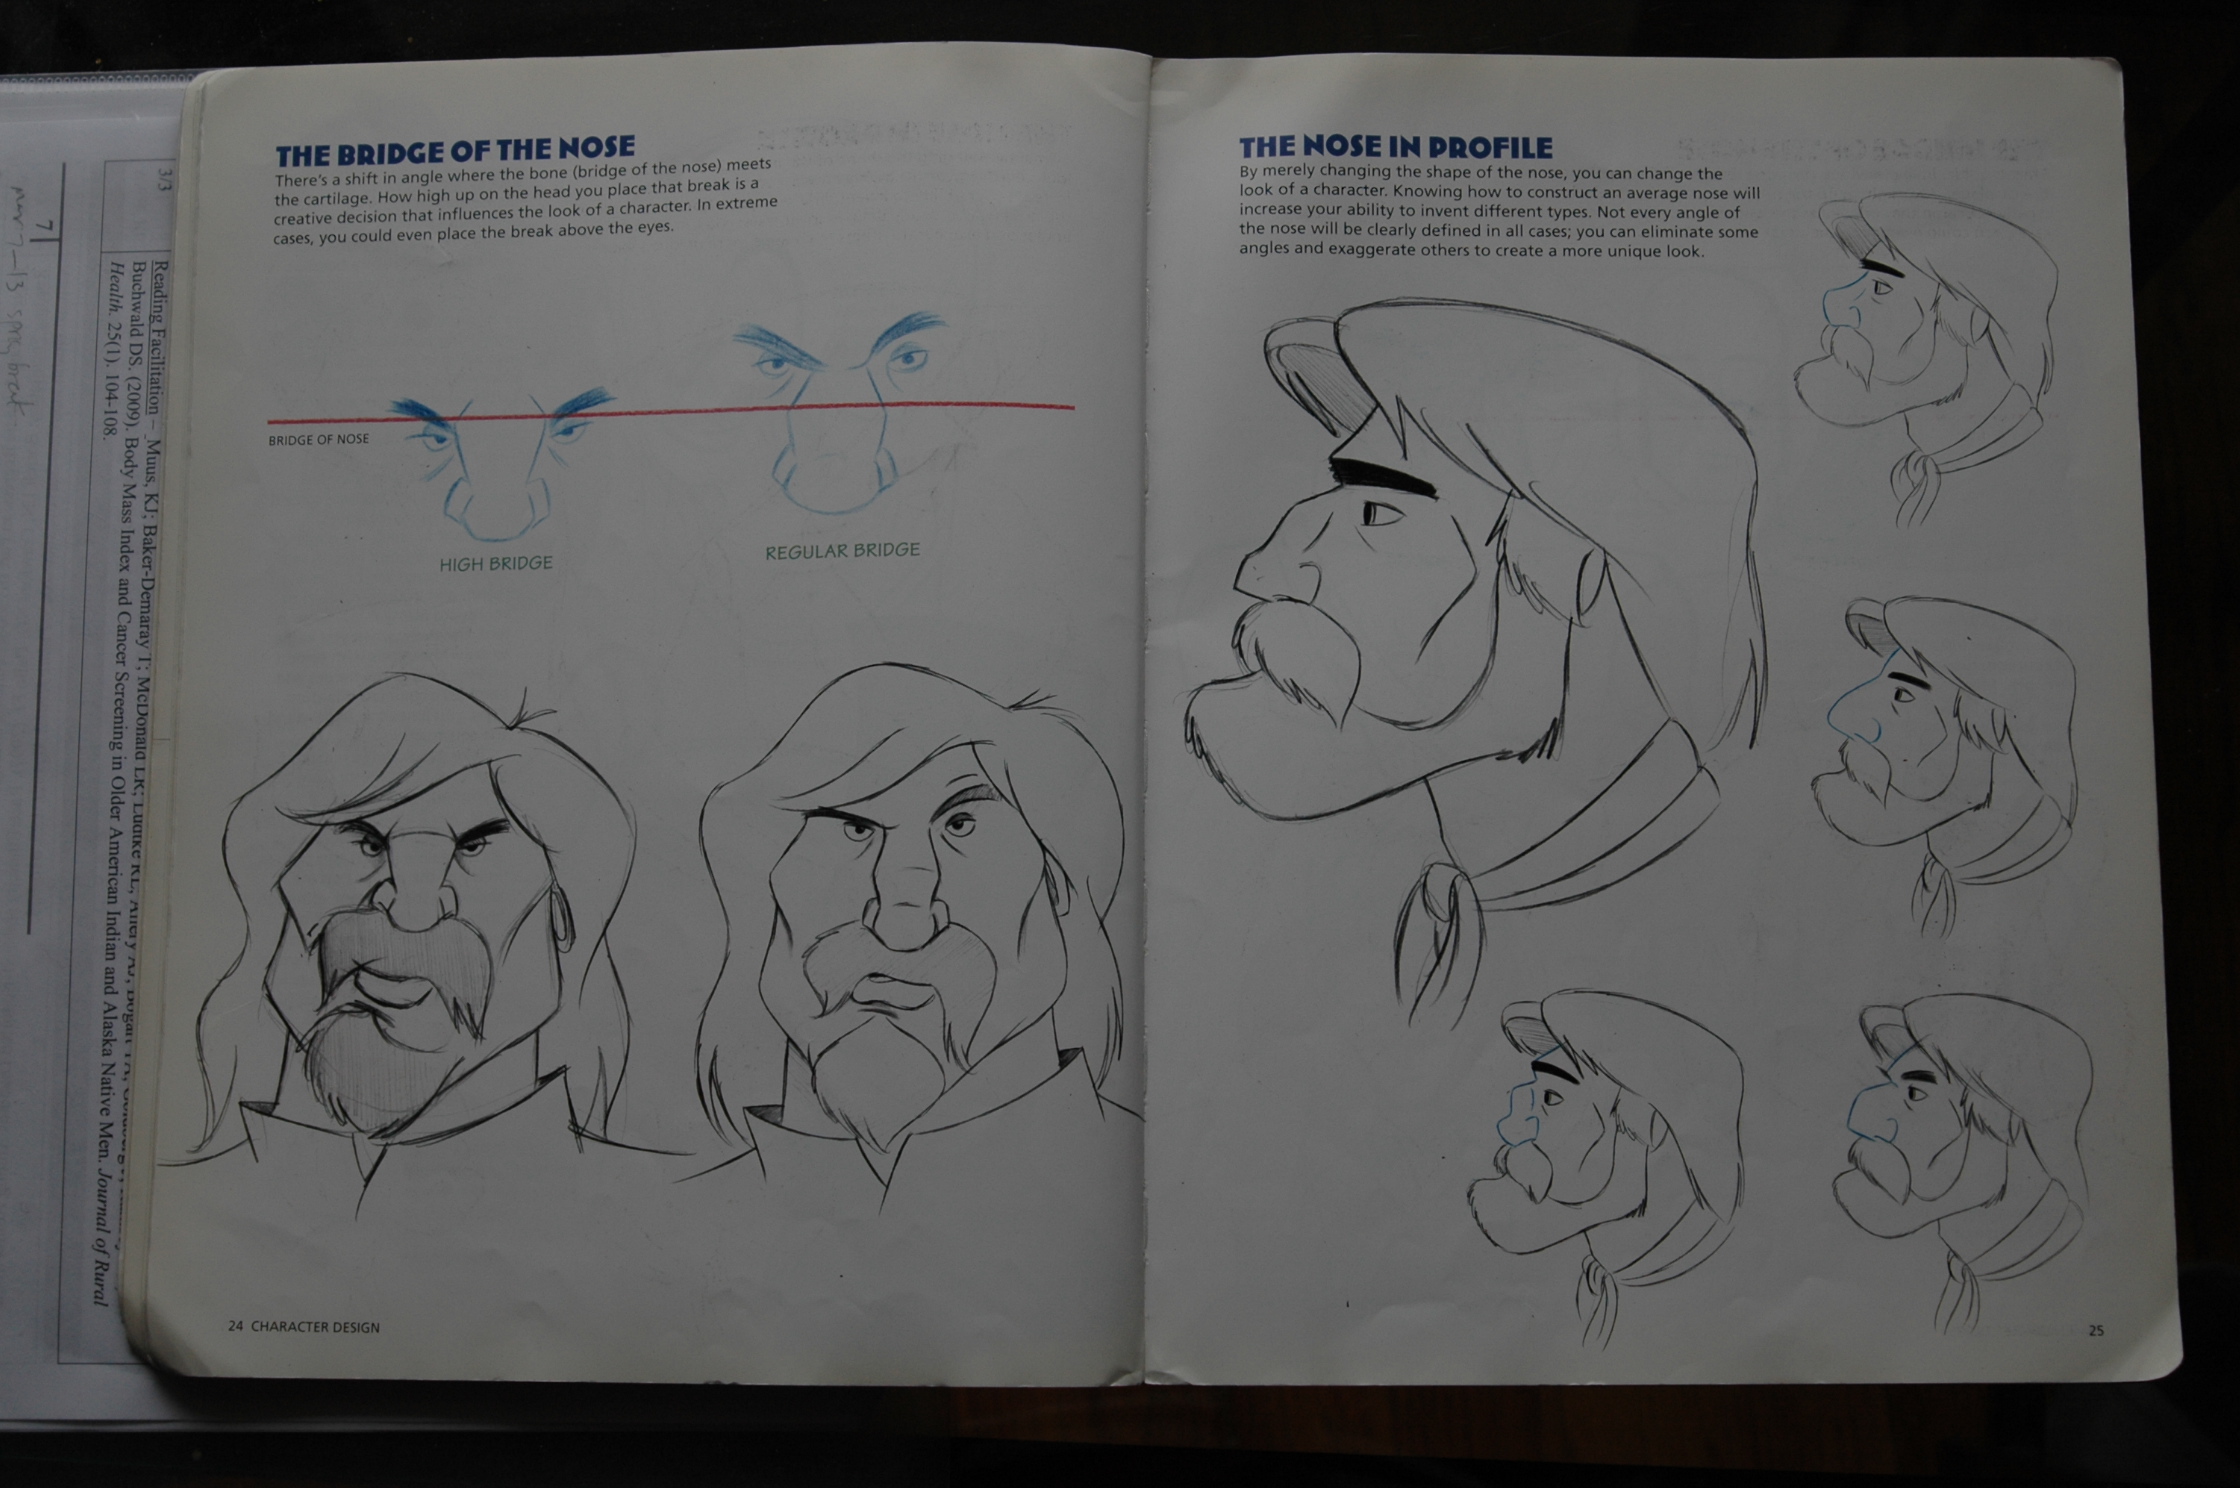 3/3
Reading Facilitation – Muus, KJ; Baker-Demaray T; McDonald LR;
Buchwald DS. (2009). Body Mass Index and Cancer Screening in Older American Indian and Alaska Native Men. Journal of Rural
Health. 25(1). 104-108.
7
THE BRIDGE OF THE NOSE
There's a shift in angle where the bone (bridge of the nose) meets
the cartilage. How high up on the head you place that break is a
creative decision that influences the look of a character. In extreme
cases, you could even place the break above the eyes.
BRIDGE OF NOSE
HIGH BRIDGE
REGULAR BRIDGE
24 CHARACTER DESIGN
THE NOSE IN PROFILE
By merely changing the shape of the nose, you can change the
look of a character. Knowing how to construct an average nose will
increase your ability to invent different types. Not every angle of
the nose will be clearly defined in all cases; you can eliminate some
angles and exaggerate others to create a more unique look.
25